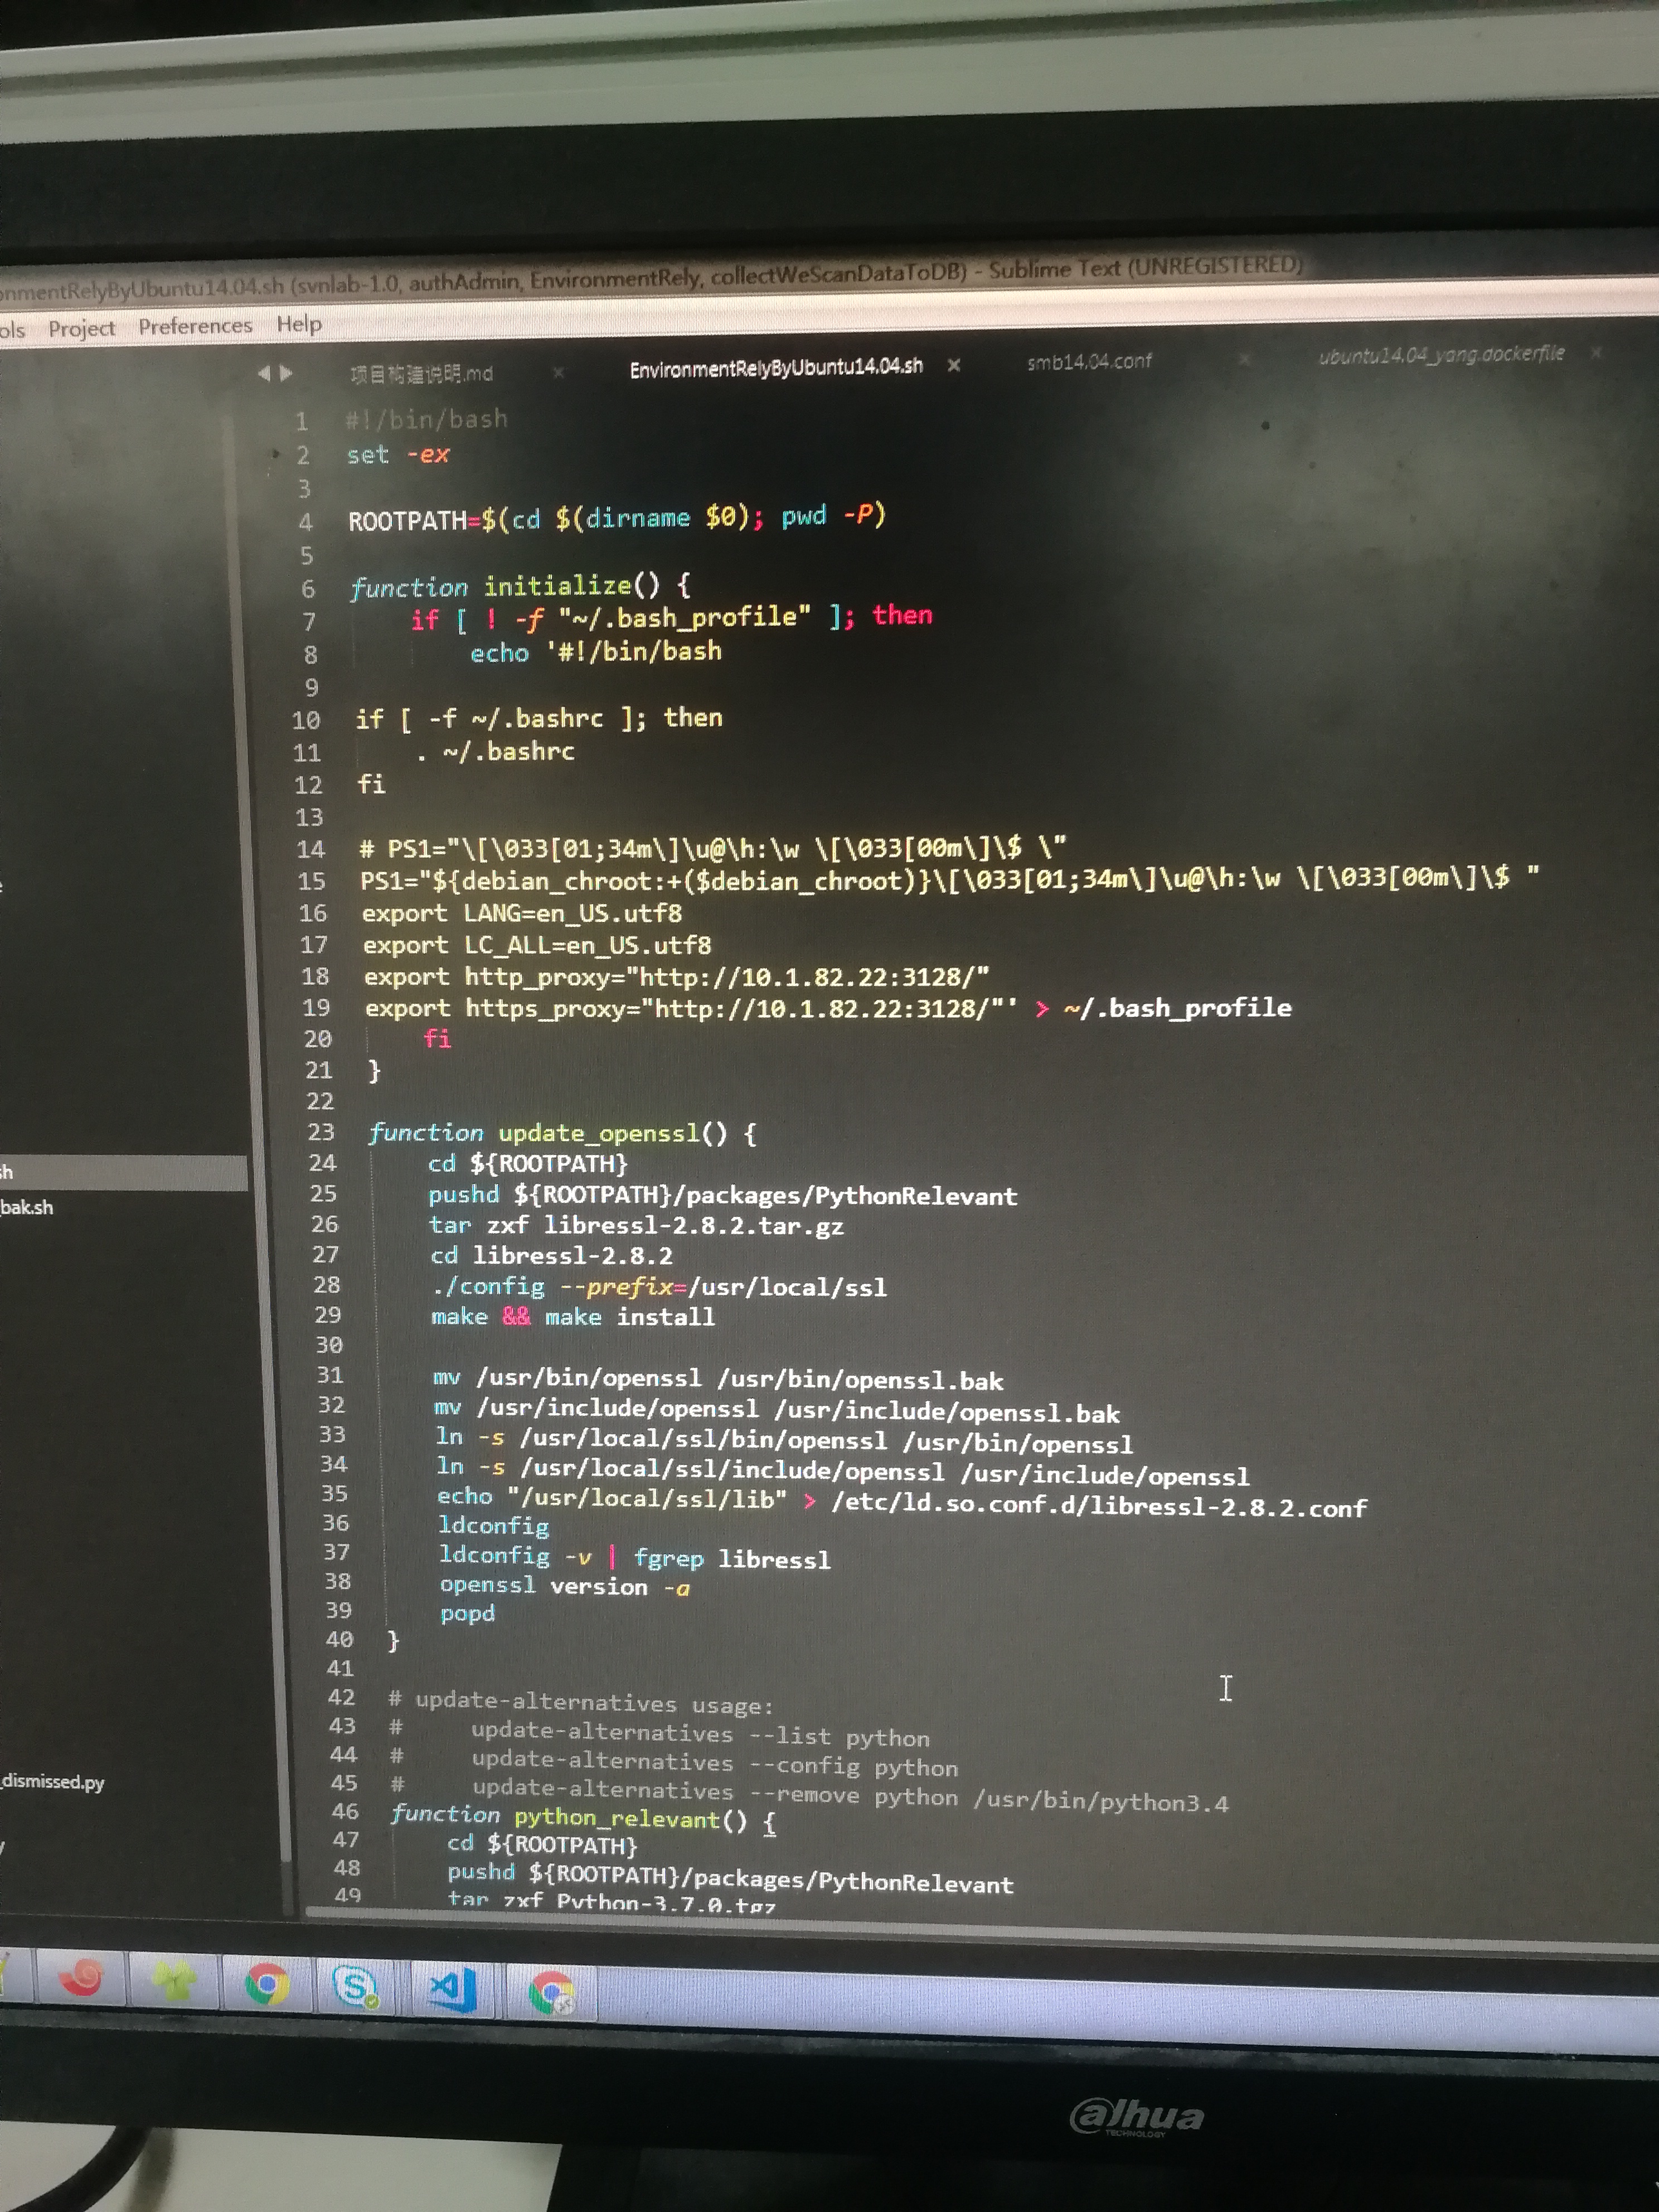 onmentRelyByUbuntu14.04.sh (svnlab-1.0, authAdmin, EnvironmentRely, collectWeScanDataToDB) - Sublime Text (UNREGISTERED)
ols Project Preferences Help
项目构建说明.md × EnvironmentRelyByUbuntu14.04.sh × smb14.04.conf × ubuntu14.04_yang.dockerfile ×
1 #!/bin/bash
2 set -ex
3
4 ROOTPATH=$(cd $(dirname $0); pwd -P)
5
6 function initialize() {
7 if [ ! -f "~/.bash_profile" ]; then
8 echo '#!/bin/bash
9
10 if [ -f ~/.bashrc ]; then
11 . ~/.bashrc
12 fi
13
14 # PS1="\[\033[01;34m\]\u@\h:\w \[\033[00m\]\$ \"
15 PS1="${debian_chroot:+($debian_chroot)}\[\033[01;34m\]\u@\h:\w \[\033[00m\]\$ "
16 export LANG=en_US.utf8
17 export LC_ALL=en_US.utf8
18 export http_proxy="http://10.1.82.22:3128/"
19 export https_proxy="http://10.1.82.22:3128/"' > ~/.bash_profile
20 fi
21 }
22
23 function update_openssl() {
24 cd ${ROOTPATH}
25 pushd ${ROOTPATH}/packages/PythonRelevant
26 tar zxf libressl-2.8.2.tar.gz
27 cd libressl-2.8.2
28 ./config --prefix=/usr/local/ssl
29 make && make install
30
31 mv /usr/bin/openssl /usr/bin/openssl.bak
32 mv /usr/include/openssl /usr/include/openssl.bak
33 ln -s /usr/local/ssl/bin/openssl /usr/bin/openssl
34 ln -s /usr/local/ssl/include/openssl /usr/include/openssl
35 echo "/usr/local/ssl/lib" > /etc/ld.so.conf.d/libressl-2.8.2.conf
36 ldconfig
37 ldconfig -v | fgrep libressl
38 openssl version -a
39 popd
40 }
41
42 # update-alternatives usage:
43 # update-alternatives --list python
44 # update-alternatives --config python
45 # update-alternatives --remove python /usr/bin/python3.4
46 function python_relevant() {
47 cd ${ROOTPATH}
48 pushd ${ROOTPATH}/packages/PythonRelevant
49 tar zxf Python-3.7.0.tgz
sh
_bak.sh
_dismissed.py
alhua
TECHNOLOGY